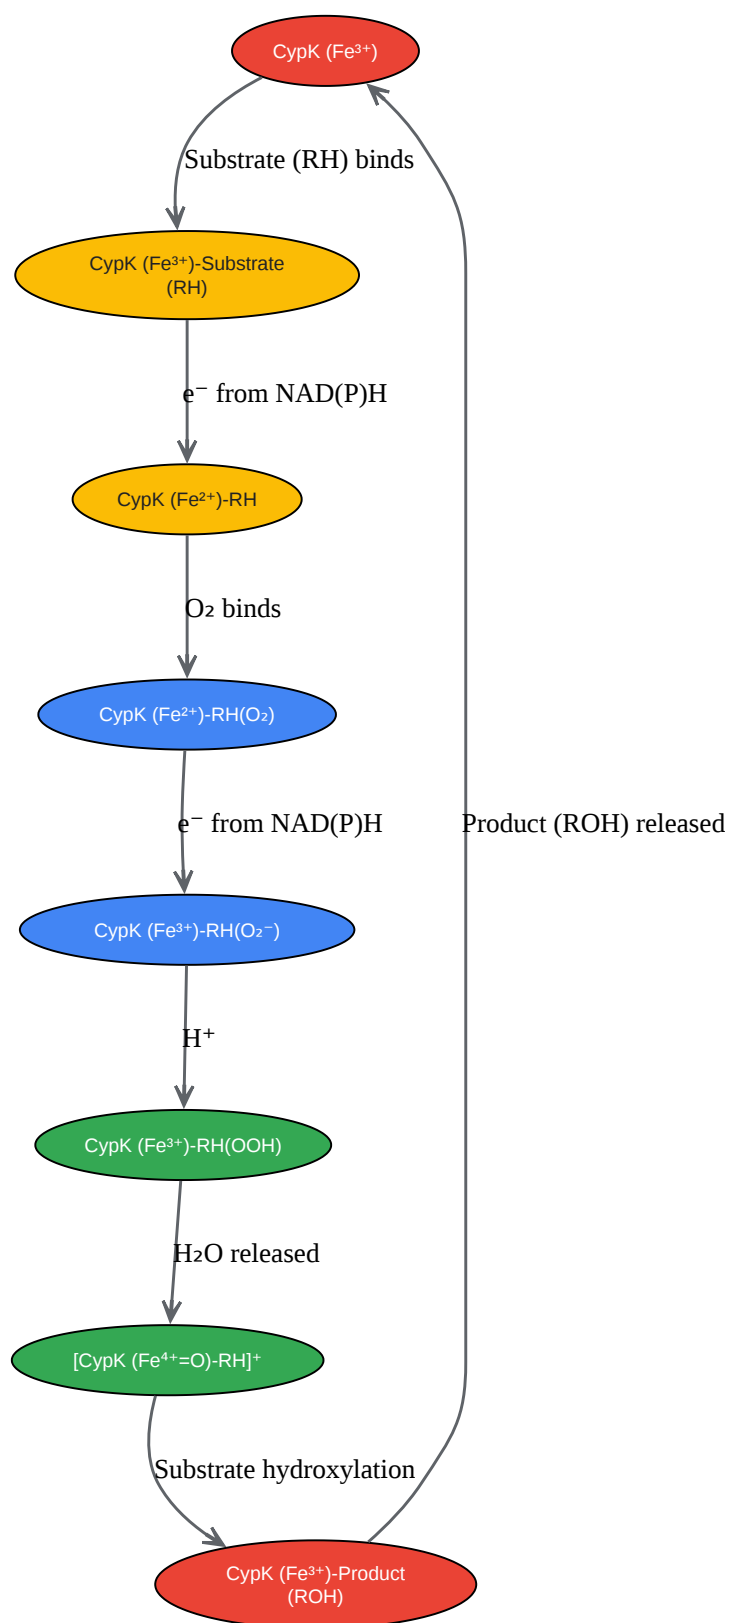 CypK (Fe³⁺)
Substrate (RH) binds
CypK (Fe³⁺)-Substrate
(RH)
e⁻ from NAD(P)H
CypK (Fe²⁺)-RH
O₂ binds
CypK (Fe²⁺)-RH(O₂)
e⁻ from NAD(P)H
Product (ROH) released
CypK (Fe³⁺)-RH(O₂⁻)
H⁺
CypK (Fe³⁺)-RH(OOH)
H₂O released
[CypK (Fe⁴⁺=O)-RH]⁺
Substrate hydroxylation
CypK (Fe³⁺)-Product
(ROH)